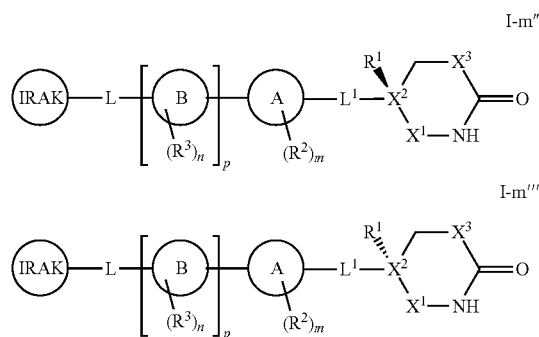 I-m″
R¹ X³
IRAK L B A L¹ X² O
(R³)ₙ p (R²)ₘ X¹ NH
I-m‴
R¹ X³
IRAK L B A L¹ X² O
(R³)ₙ p (R²)ₘ X¹ NH